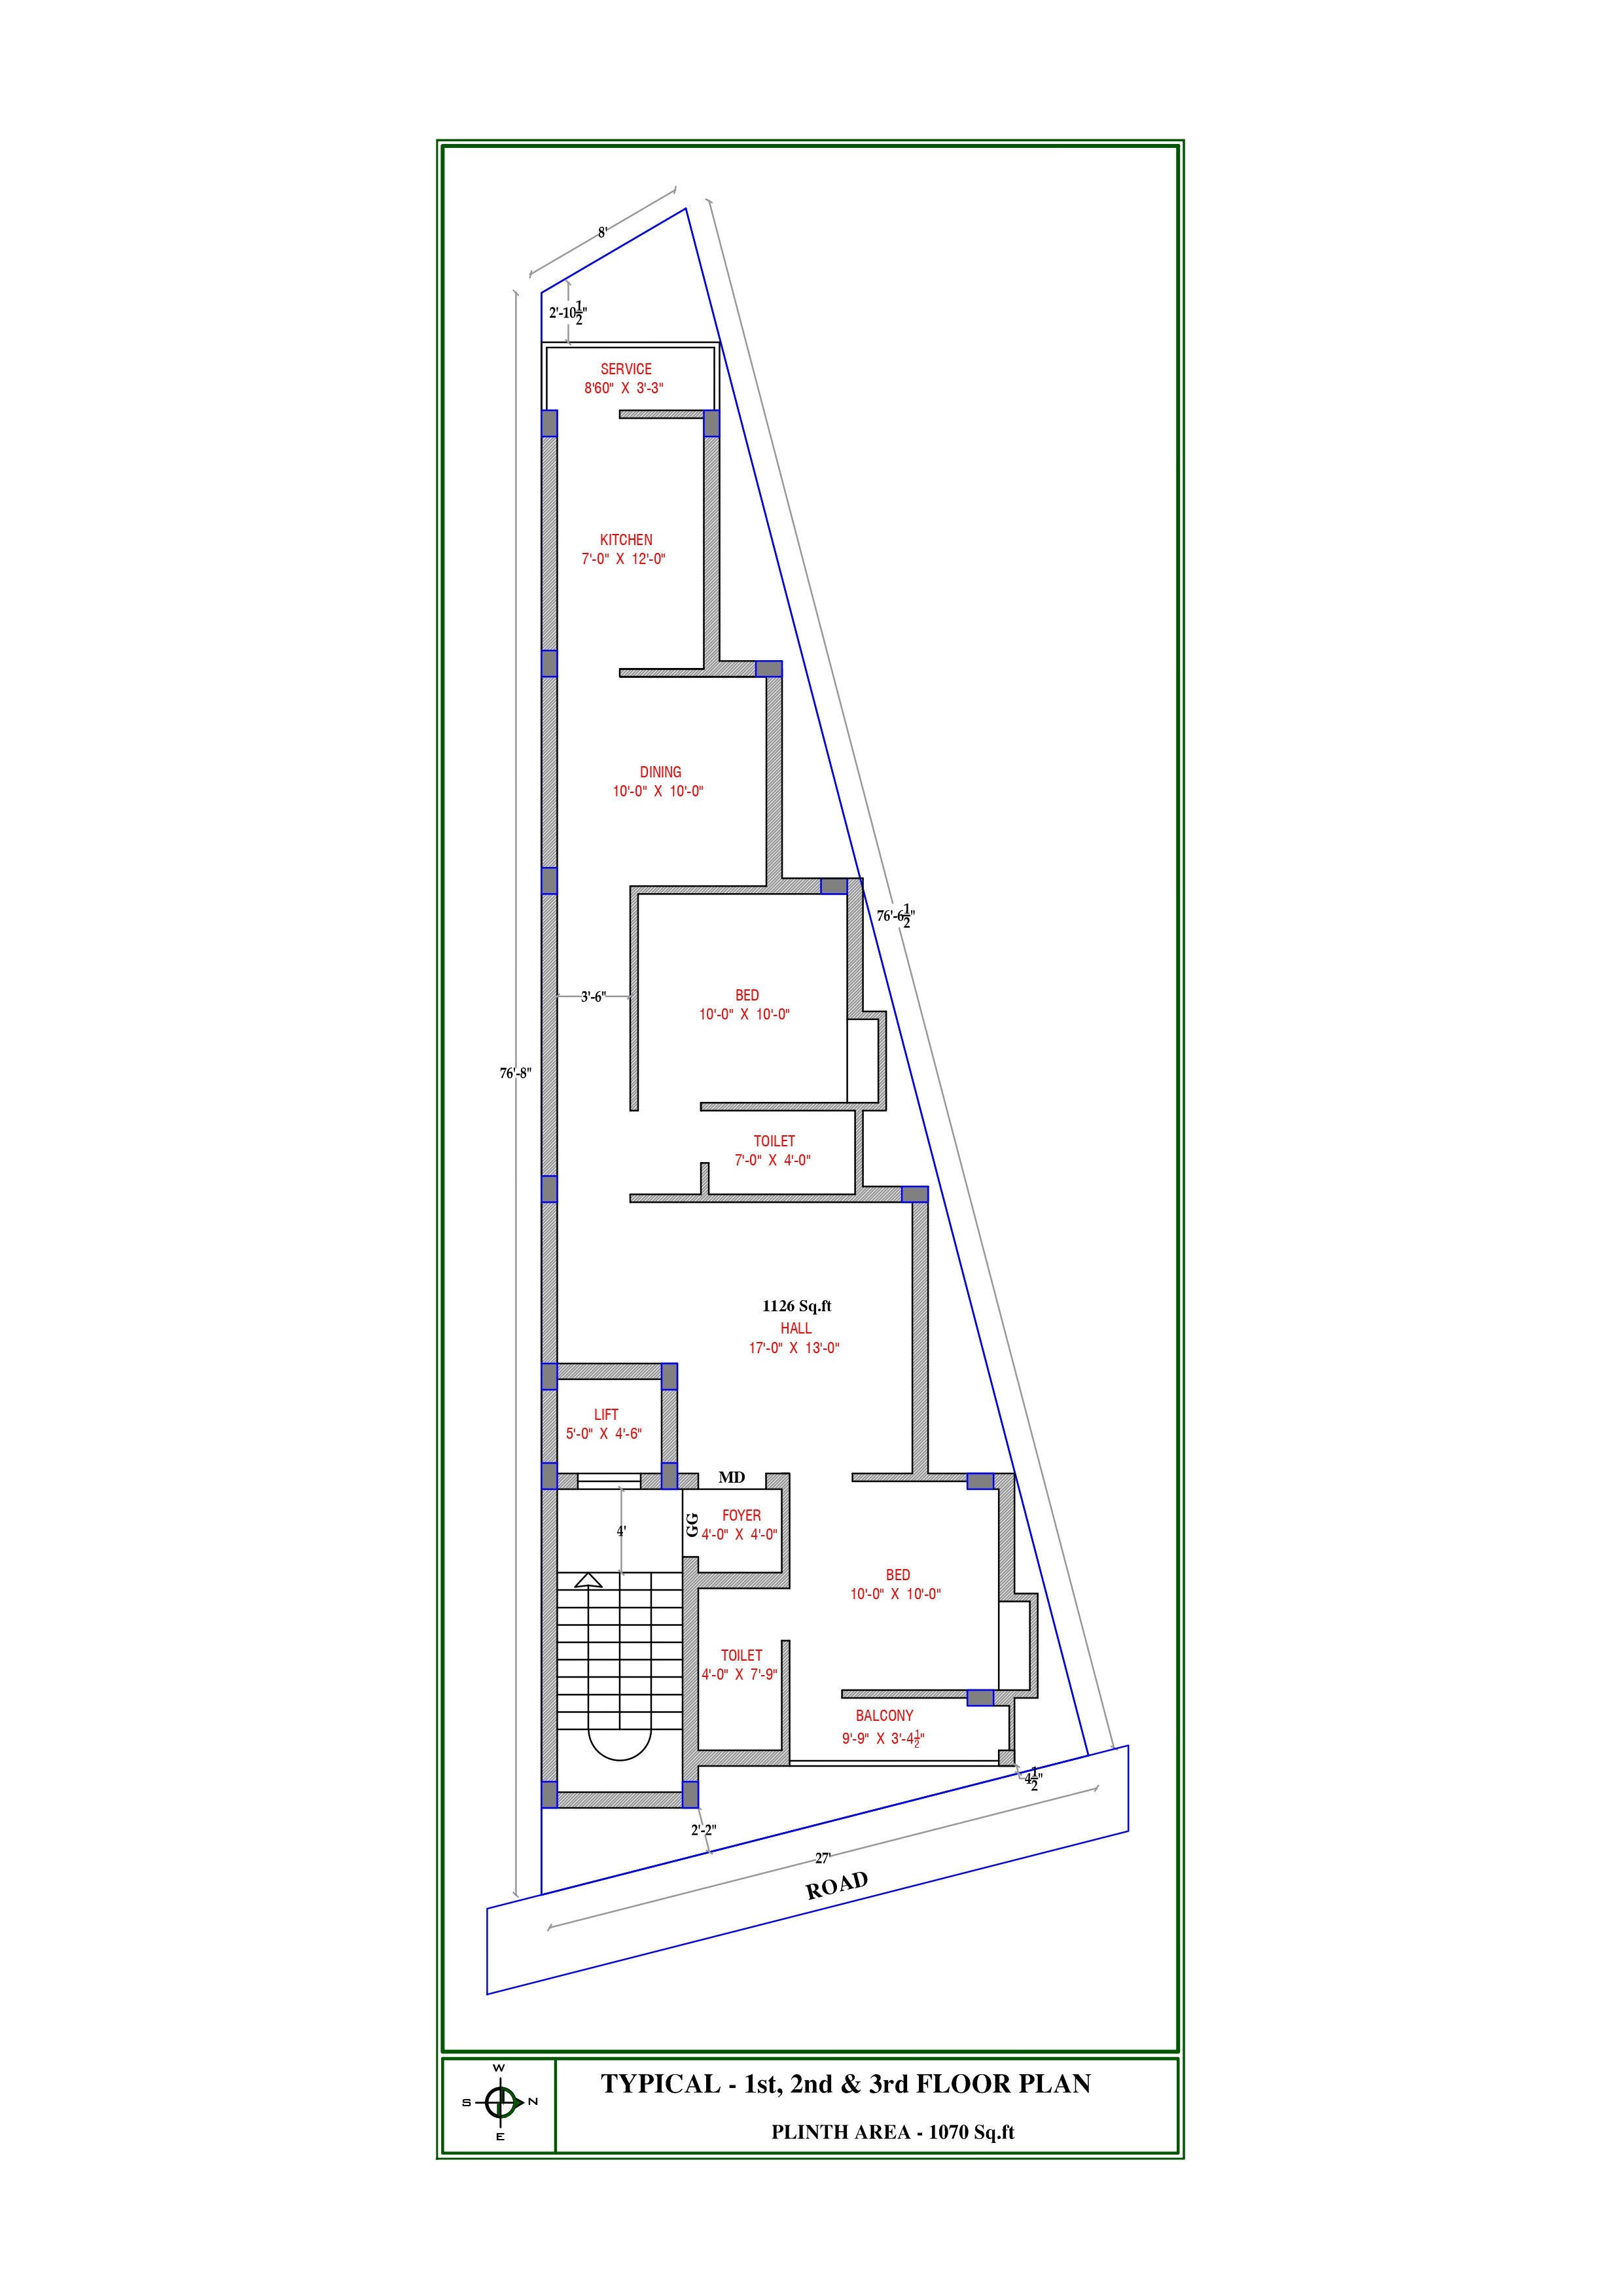 8'
2'-10 1/2"
SERVICE
8'60" X 3'-3"
KITCHEN
7'-0" X 12'-0"
DINING
10'-0" X 10'-0"
76'-6 1/2"
BED
10'-0" X 10'-0"
3'-6"
76'-8"
TOILET
7'-0" X 4'-0"
1126 Sq.ft
HALL
17'-0" X 13'-0"
LIFT
5'-0" X 4'-6"
MD
GG
FOYER
4'-0" X 4'-0"
4'
BED
10'-0" X 10'-0"
TOILET
4'-0" X 7'-9"
BALCONY
9'-9" X 3'-4 1/2"
4 1/2"
2'-2"
27'
ROAD
W
S
N
E
TYPICAL - 1st, 2nd & 3rd FLOOR PLAN
PLINTH AREA - 1070 Sq.ft